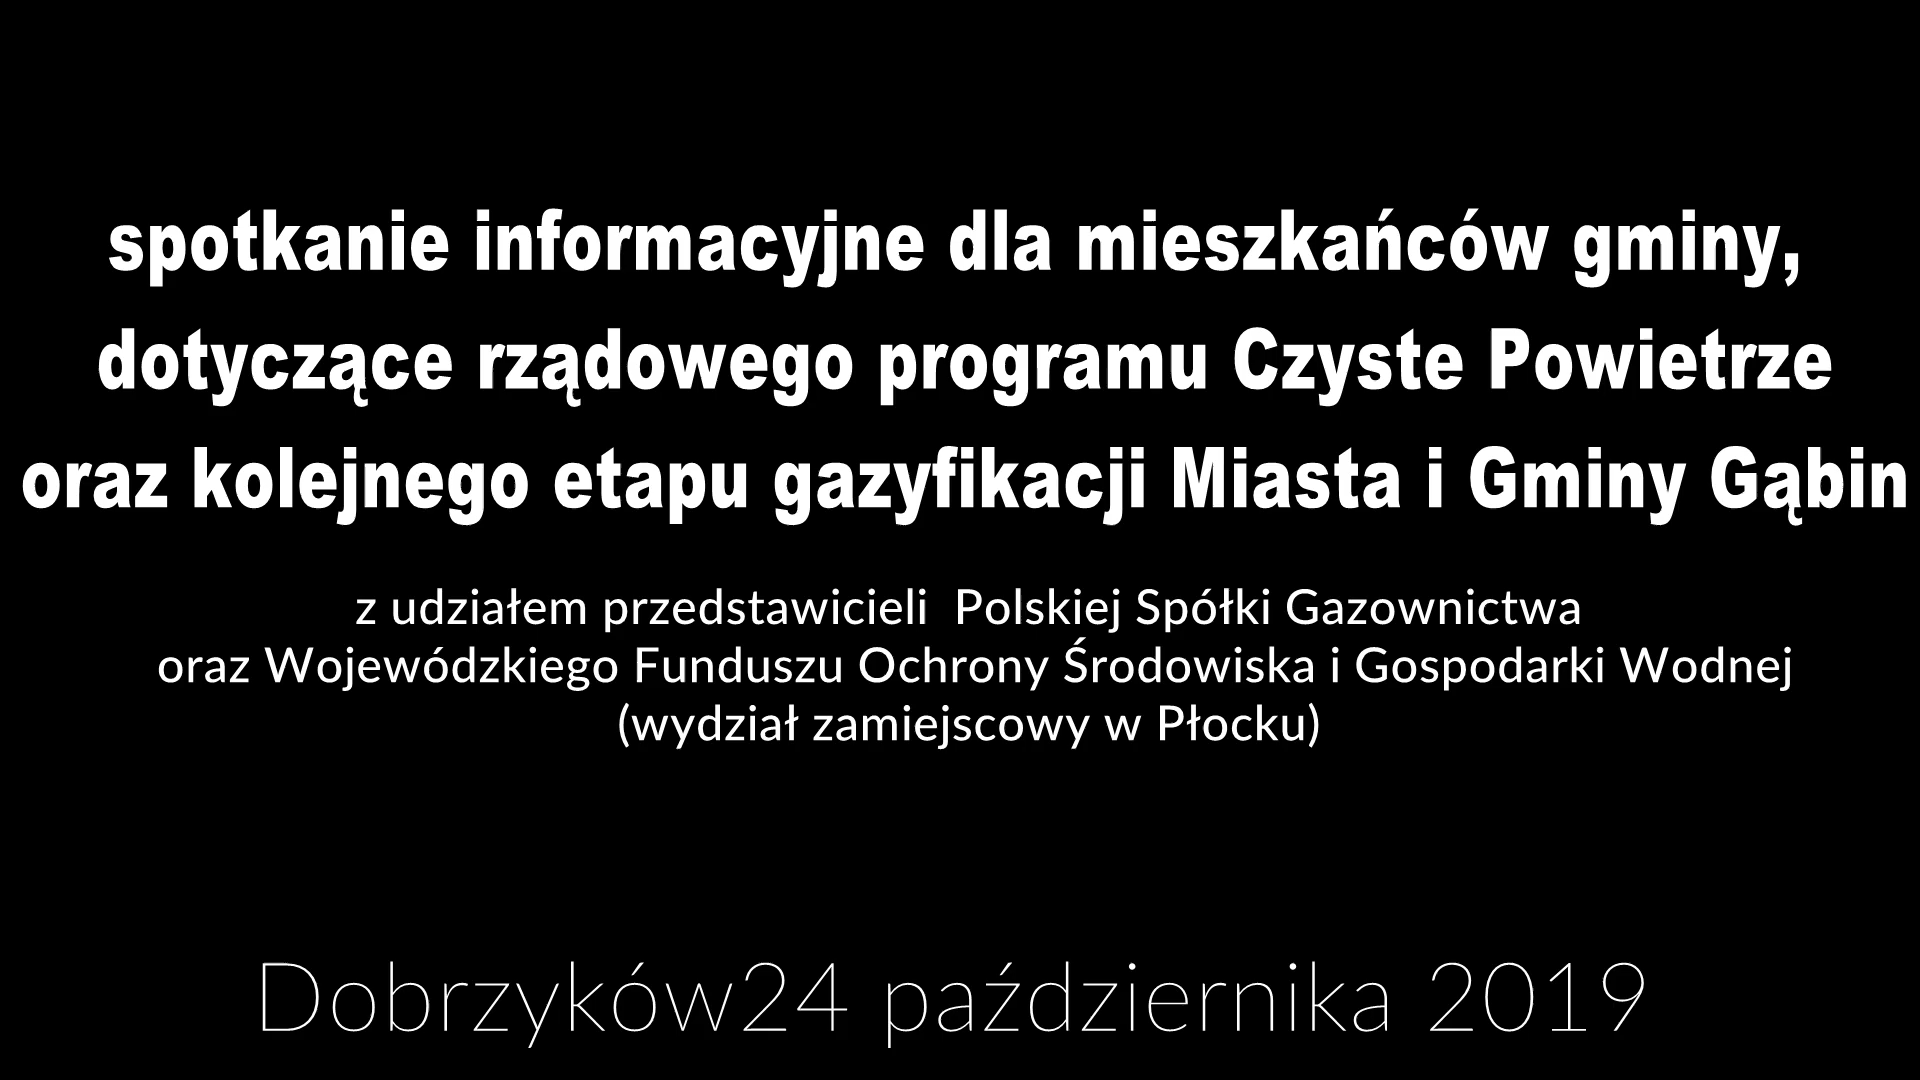 spotkanie informacyjne dla mieszkańców gminy,
dotyczące rządowego programu Czyste Powietrze
oraz kolejnego etapu gazyfikacji Miasta i Gminy Gąbin
z udziałem przedstawicieli  Polskiej Spółki Gazownictwa
oraz Wojewódzkiego Funduszu Ochrony Środowiska i Gospodarki Wodnej
(wydział zamiejscowy w Płocku)
Dobrzyków24 października 2019